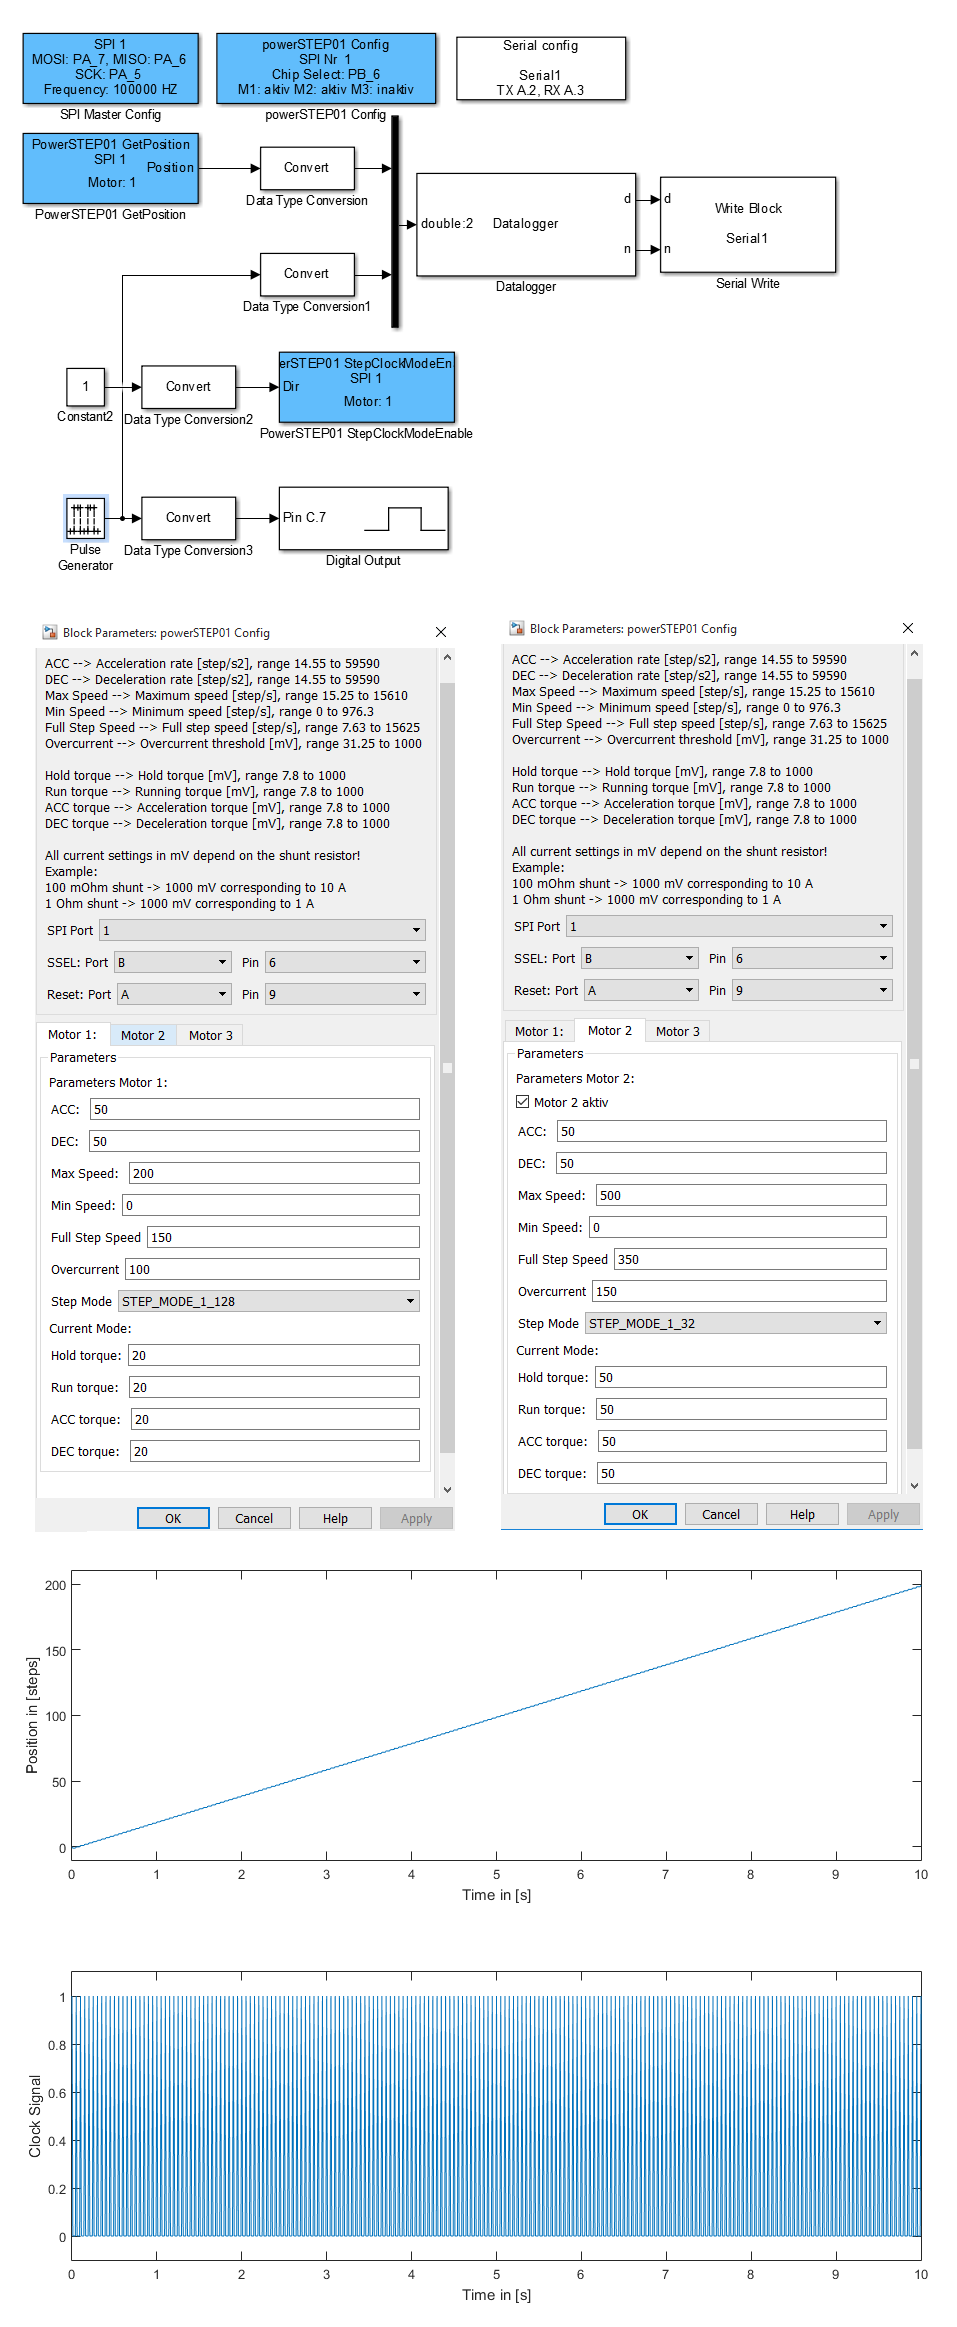 SPI 1
MOSI: PA_7, MISO: PA_6
SCK: PA_5
Frequency: 100000 HZ
SPI Master Config
powerSTEP01 Config
SPI Nr 1
Chip Select: PB_6
M1: aktiv M2: aktiv M3: inaktiv
powerSTEP01 Config
Serial config
Serial1
TX A.2, RX A.3
PowerSTEP01 GetPosition
SPI 1
Position
Motor: 1
PowerSTEP01 GetPosition
Convert
Data Type Conversion
double:2
Datalogger
d
n
Datalogger
d
Write Block
Serial1
n
Serial Write
Convert
Data Type Conversion1
1
Constant2
Convert
Data Type Conversion2
erSTEP01 StepClockModeEna
SPI 1
Dir
Motor: 1
PowerSTEP01 StepClockModeEnable
Pulse
Generator
Convert
Data Type Conversion3
Pin C.7
Digital Output
Block Parameters: powerSTEP01 Config
ACC --> Acceleration rate [step/s2], range 14.55 to 59590
DEC --> Deceleration rate [step/s2], range 14.55 to 59590
Max Speed --> Maximum speed [step/s], range 15.25 to 15610
Min Speed --> Minimum speed [step/s], range 0 to 976.3
Full Step Speed --> Full step speed [step/s], range 7.63 to 15625
Overcurrent --> Overcurrent threshold [mV], range 31.25 to 1000
Hold torque --> Hold torque [mV], range 7.8 to 1000
Run torque --> Running torque [mV], range 7.8 to 1000
ACC torque --> Acceleration torque [mV], range 7.8 to 1000
DEC torque --> Deceleration torque [mV], range 7.8 to 1000
All current settings in mV depend on the shunt resistor!
Example:
100 mOhm shunt -> 1000 mV corresponding to 10 A
1 Ohm shunt -> 1000 mV corresponding to 1 A
SPI Port 1
SSEL: Port B Pin 6
Reset: Port A Pin 9
Motor 1: Motor 2 Motor 3
Parameters
Parameters Motor 1:
ACC: 50
DEC: 50
Max Speed: 200
Min Speed: 0
Full Step Speed 150
Overcurrent 100
Step Mode STEP_MODE_1_128
Current Mode:
Hold torque: 20
Run torque: 20
ACC torque: 20
DEC torque: 20
OK Cancel Help Apply
Block Parameters: powerSTEP01 Config
ACC --> Acceleration rate [step/s2], range 14.55 to 59590
DEC --> Deceleration rate [step/s2], range 14.55 to 59590
Max Speed --> Maximum speed [step/s], range 15.25 to 15610
Min Speed --> Minimum speed [step/s], range 0 to 976.3
Full Step Speed --> Full step speed [step/s], range 7.63 to 15625
Overcurrent --> Overcurrent threshold [mV], range 31.25 to 1000
Hold torque --> Hold torque [mV], range 7.8 to 1000
Run torque --> Running torque [mV], range 7.8 to 1000
ACC torque --> Acceleration torque [mV], range 7.8 to 1000
DEC torque --> Deceleration torque [mV], range 7.8 to 1000
All current settings in mV depend on the shunt resistor!
Example:
100 mOhm shunt -> 1000 mV corresponding to 10 A
1 Ohm shunt -> 1000 mV corresponding to 1 A
SPI Port 1
SSEL: Port B Pin 6
Reset: Port A Pin 9
Motor 1: Motor 2 Motor 3
Parameters
Parameters Motor 2:
Motor 2 aktiv
ACC: 50
DEC: 50
Max Speed: 500
Min Speed: 0
Full Step Speed 350
Overcurrent 150
Step Mode STEP_MODE_1_32
Current Mode:
Hold torque: 50
Run torque: 50
ACC torque: 50
DEC torque: 50
OK Cancel Help Apply
Position in [steps]
200
150
100
50
0
0 1 2 3 4 5 6 7 8 9 10
Time in [s]
Clock Signal
1
0.8
0.6
0.4
0.2
0
0 1 2 3 4 5 6 7 8 9 10
Time in [s]